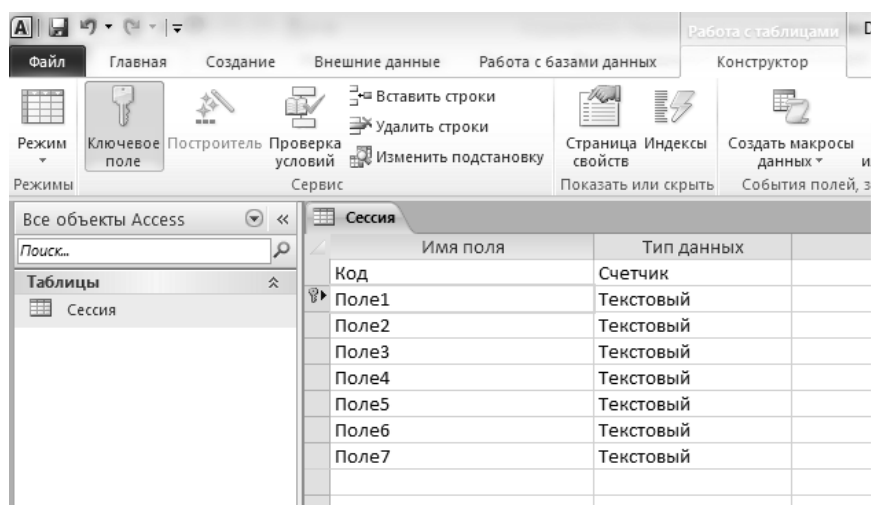 Работа с таблицами
Файл Главная Создание Внешние данные Работа с базами данных Конструктор
Режим
Ключевое поле
Построитель
Проверка условий
Вставить строки
Удалить строки
Изменить подстановку
Страница свойств
Индексы
Создать макросы данных
Режимы Сервис Показать или скрыть События полей, з
Все объекты Access
Поиск...
Таблицы
Сессия
Сессия
Имя поля Тип данных
Код Счетчик
Поле1 Текстовый
Поле2 Текстовый
Поле3 Текстовый
Поле4 Текстовый
Поле5 Текстовый
Поле6 Текстовый
Поле7 Текстовый